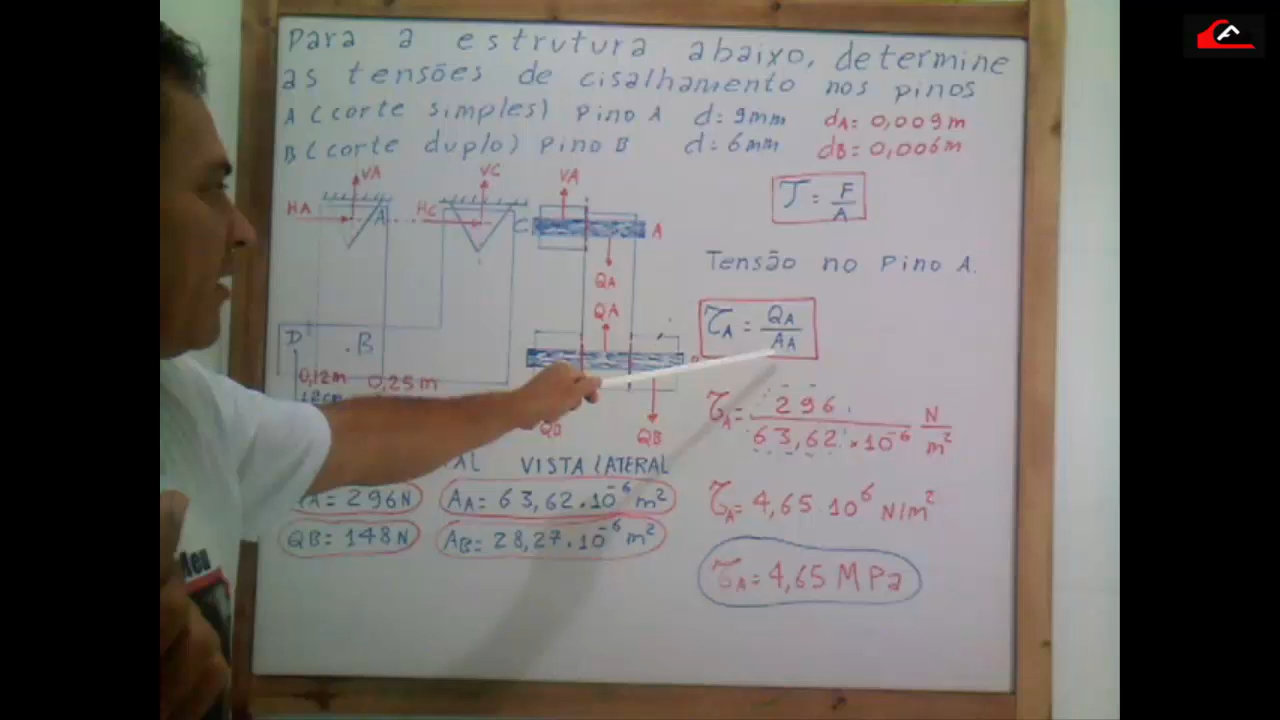 Para a estrutura abaixo, determine
as tensões de cisalhamento nos pinos
A (corte simples) Pino A d= 9mm dA= 0,009m
B (corte duplo) Pino B d= 6mm dB= 0,006m
VA VC VA
HA A HC C A
τ = F/A
Tensão no Pino A.
QA
QA
τA = QA/AA
D .B
0,12m 0,25m
12cm
τA= 296/63,62 × 10⁻⁶ N/m²
QB QB
VISTA LATERAL
QA= 296N AA= 63,62.10⁻⁶ m²
τA= 4,65 10⁶ N/m²
QB= 148N AB= 28,27.10⁻⁶ m²
τA= 4,65 MPa
Meu